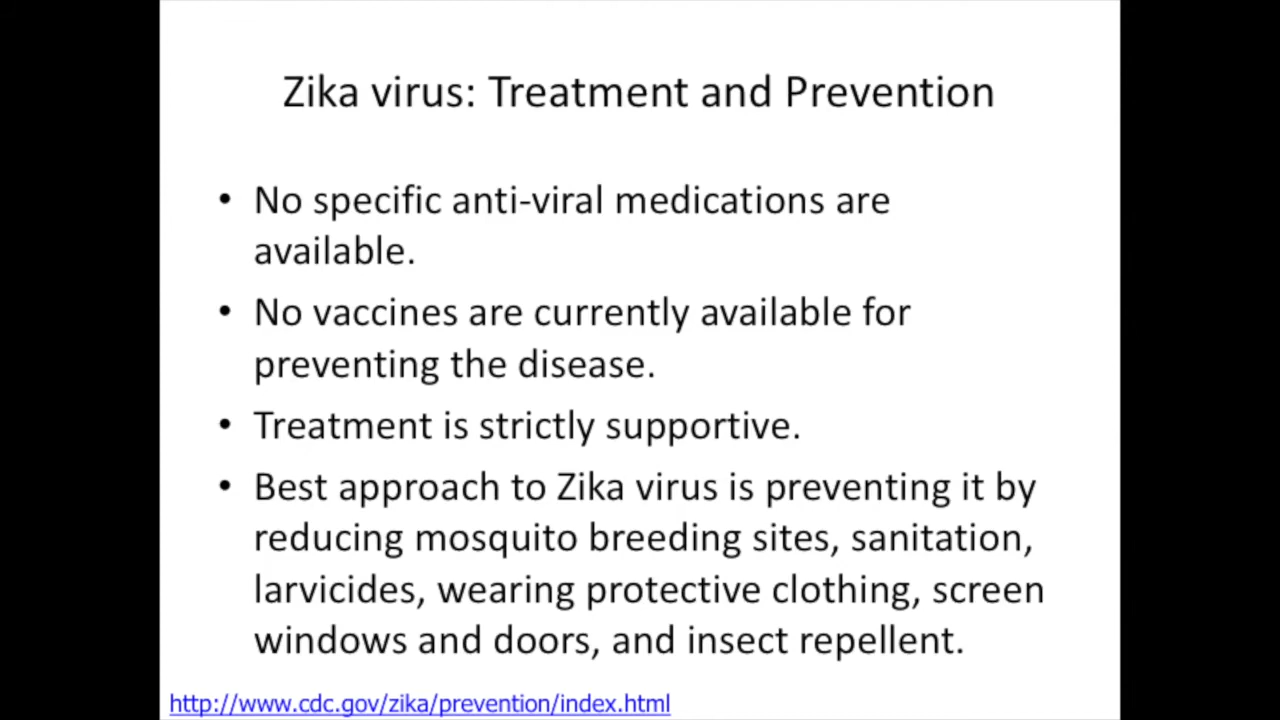 Zika virus: Treatment and Prevention
• No specific anti-viral medications are
available.
• No vaccines are currently available for
preventing the disease.
• Treatment is strictly supportive.
• Best approach to Zika virus is preventing it by
reducing mosquito breeding sites, sanitation,
larvicides, wearing protective clothing, screen
windows and doors, and insect repellent.
http://www.cdc.gov/zika/prevention/index.html